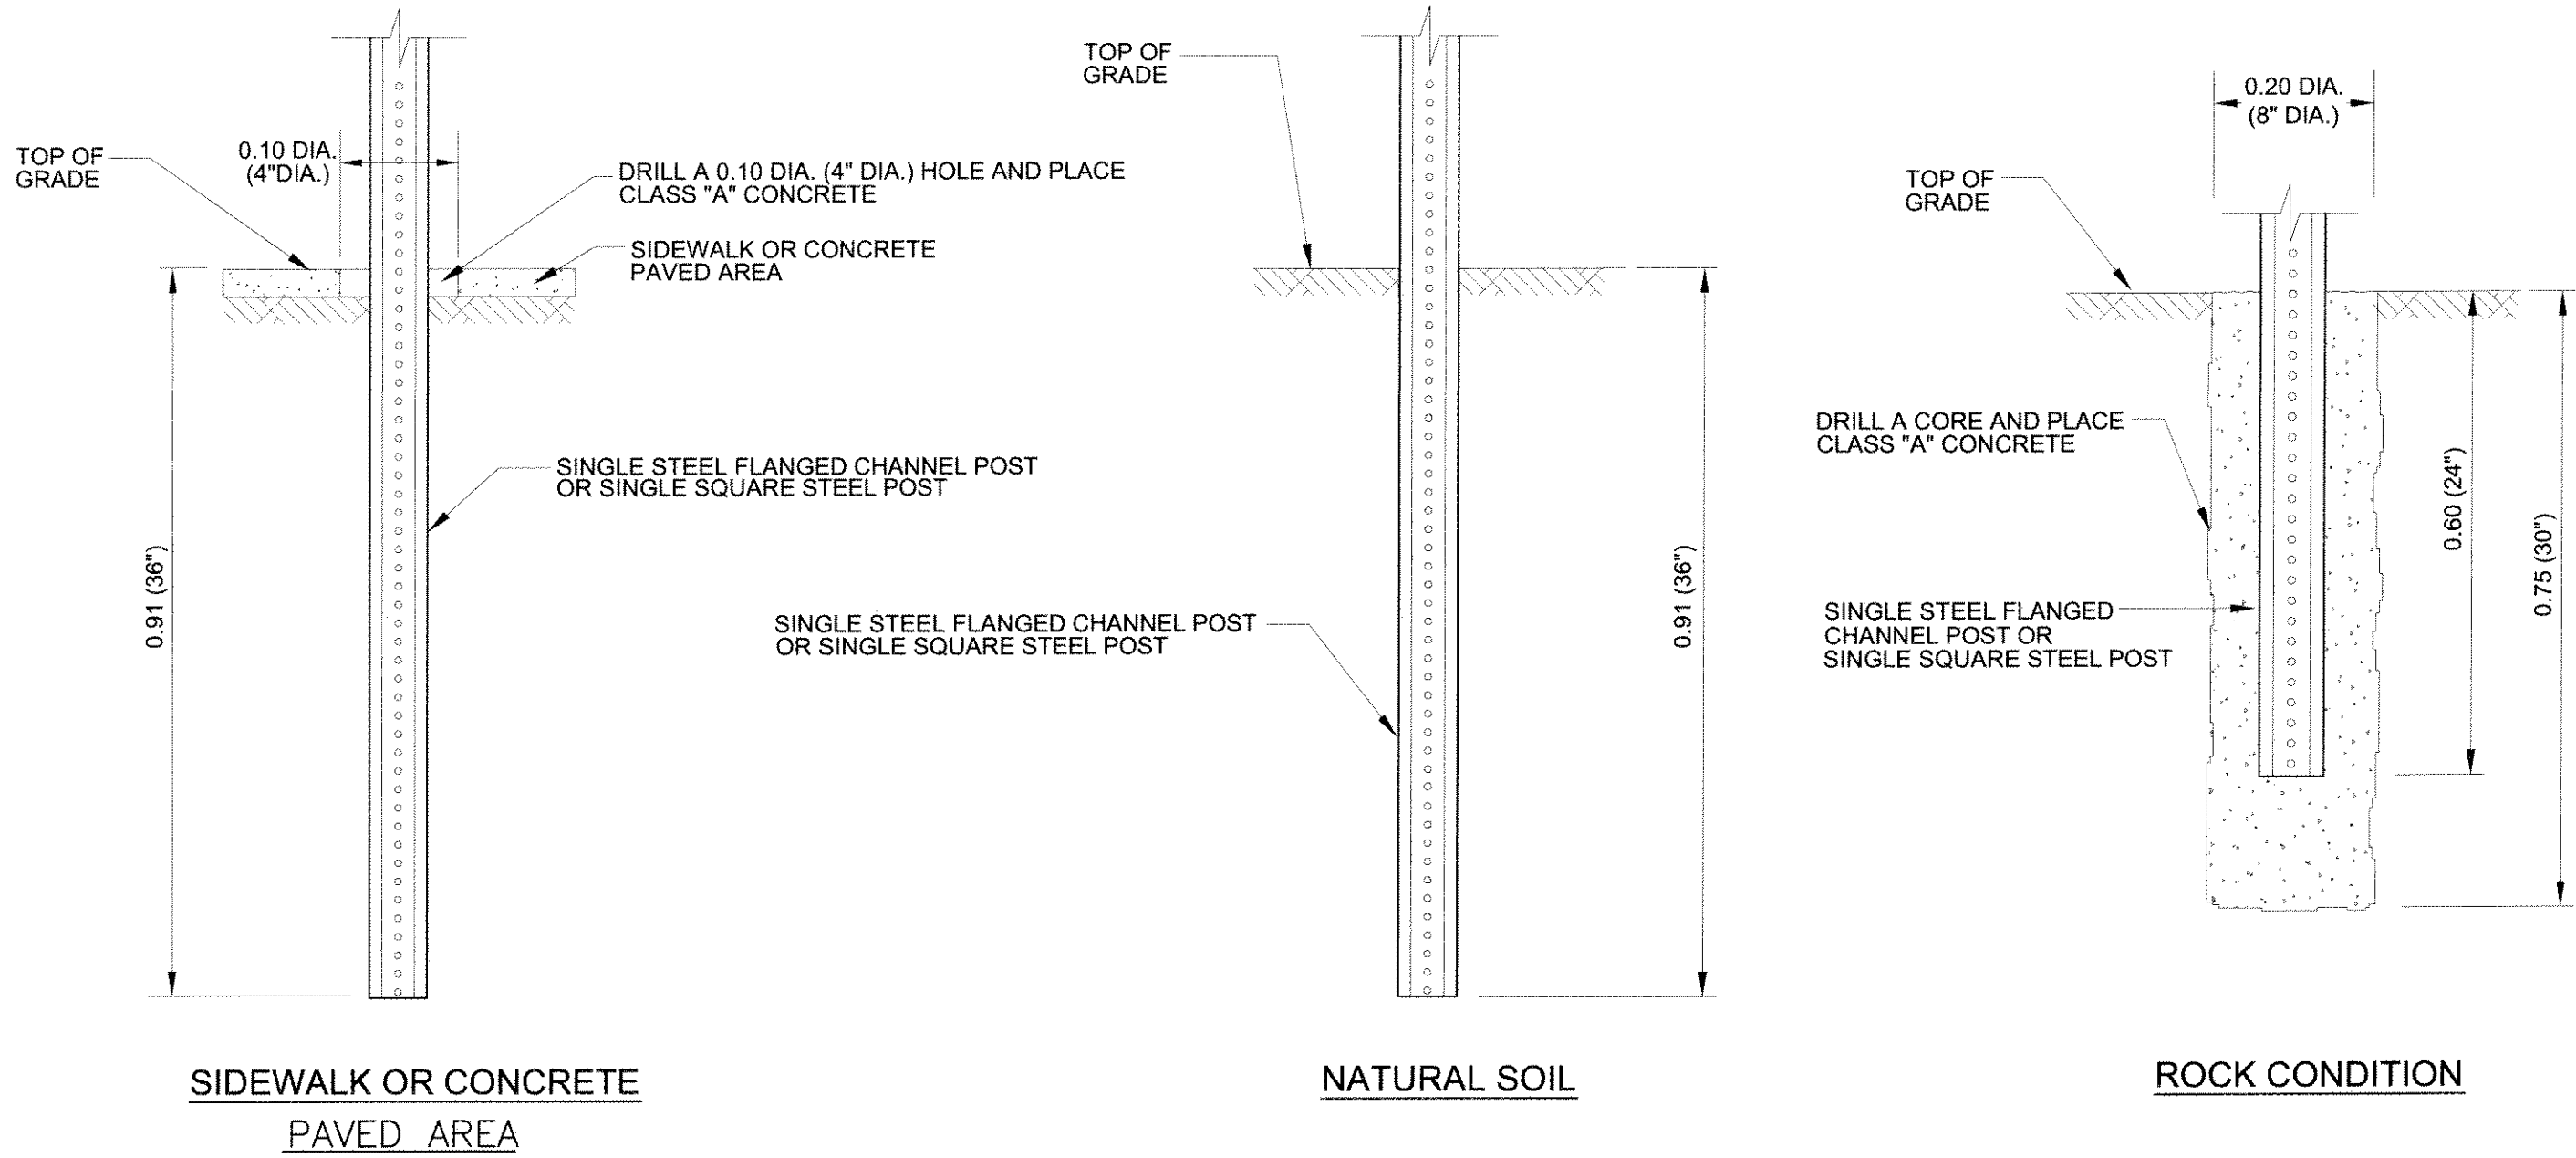 TOP OF
GRADE
0.10 DIA.
(4"DIA.)
DRILL A 0.10 DIA. (4" DIA.) HOLE AND PLACE
CLASS "A" CONCRETE
SIDEWALK OR CONCRETE
PAVED AREA
SINGLE STEEL FLANGED CHANNEL POST
OR SINGLE SQUARE STEEL POST
0.91 (36")
SIDEWALK OR CONCRETE
PAVED AREA
TOP OF
GRADE
SINGLE STEEL FLANGED CHANNEL POST
OR SINGLE SQUARE STEEL POST
0.91 (36")
NATURAL SOIL
0.20 DIA.
(8" DIA.)
TOP OF
GRADE
DRILL A CORE AND PLACE
CLASS "A" CONCRETE
SINGLE STEEL FLANGED
CHANNEL POST OR
SINGLE SQUARE STEEL POST
0.60 (24")
0.75 (30")
ROCK CONDITION